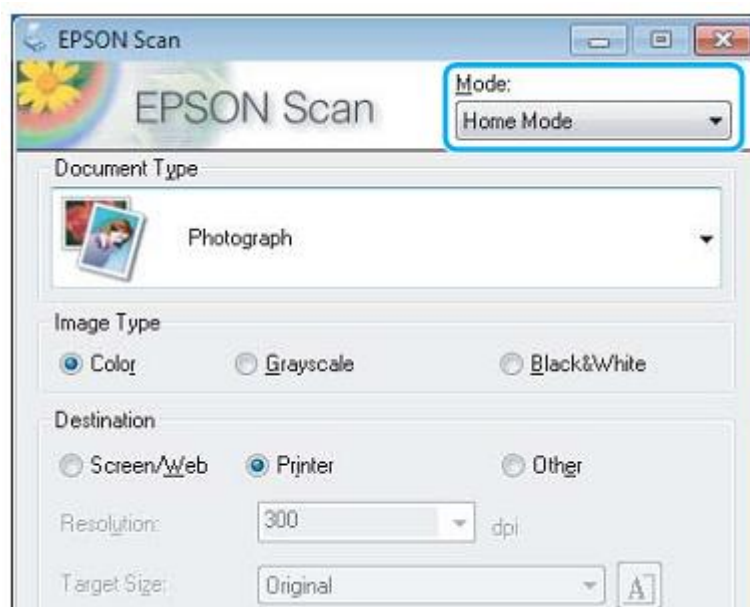 EPSON Scan
EPSON Scan
Mode:
Home Mode
Document Type
Photograph
Image Type
Color Grayscale Black&White
Destination
Screen/Web Printer Other
Resolution: 300 dpi
Target Size: Original A